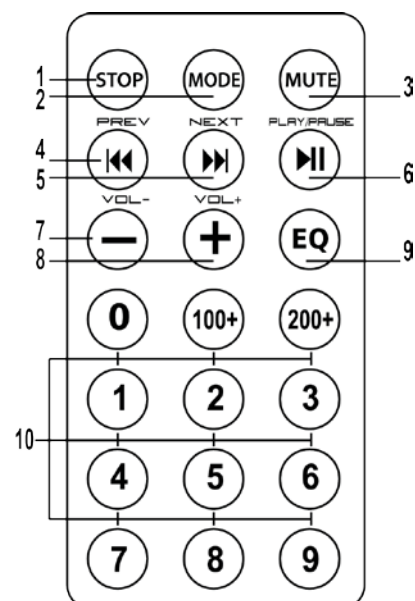 1 STOP MODE MUTE 3
2
PREV NEXT PLAY/PAUSE
4
5 6
VOL- VOL+
7 EQ
8 9
0 100+ 200+
1 2 3
10
4 5 6
7 8 9